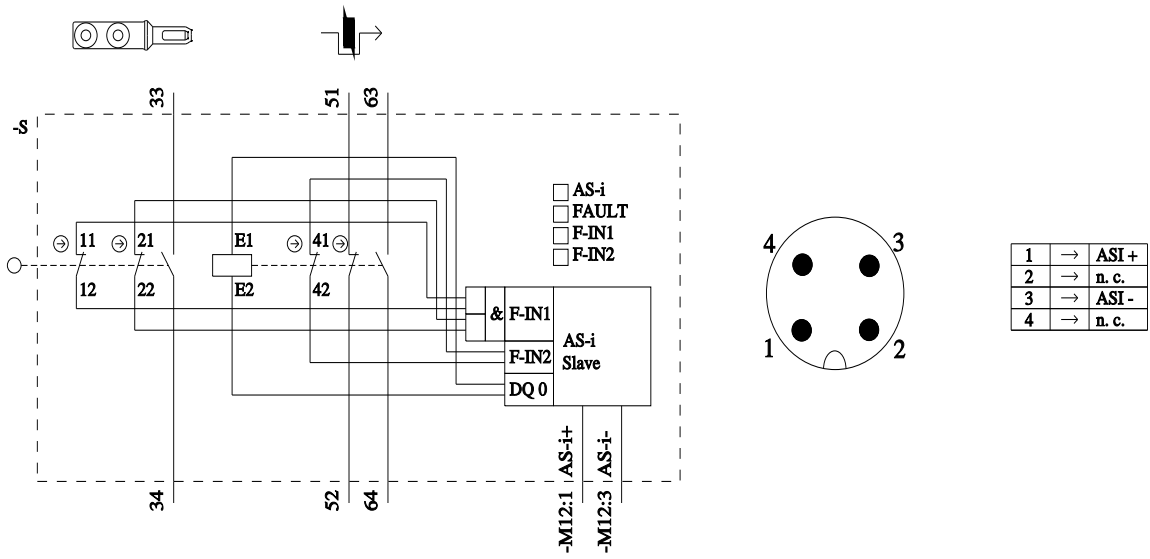 33
51
63
-S
AS-i
FAULT
F-IN1
F-IN2
11
21
E1
41
12
22
E2
42
& F-IN1
AS-i
Slave
F-IN2
DQ 0
34
52
64
-M12:1 AS-i+
-M12:3 AS-i-
4
3
1
2
1 → ASI +
2 → n. c.
3 → ASI -
4 → n. c.